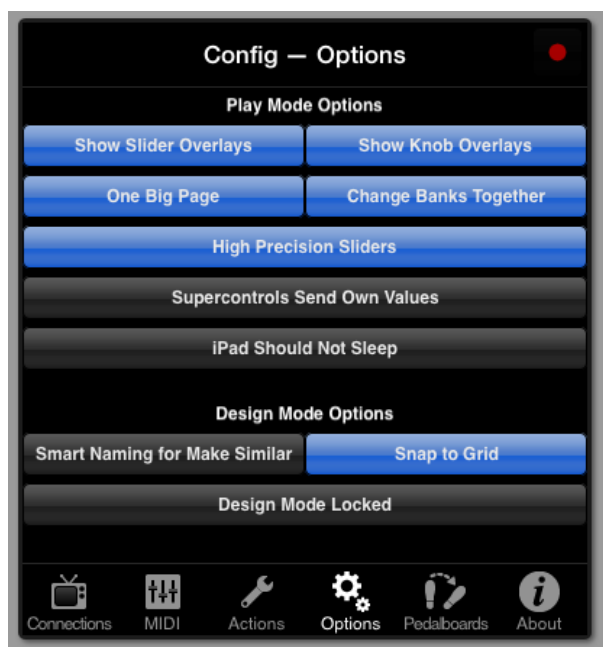 Config — Options
Play Mode Options
Show Slider Overlays
Show Knob Overlays
One Big Page
Change Banks Together
High Precision Sliders
Supercontrols Send Own Values
iPad Should Not Sleep
Design Mode Options
Smart Naming for Make Similar
Snap to Grid
Design Mode Locked
Connections
MIDI
Actions
Options
Pedalboards
About